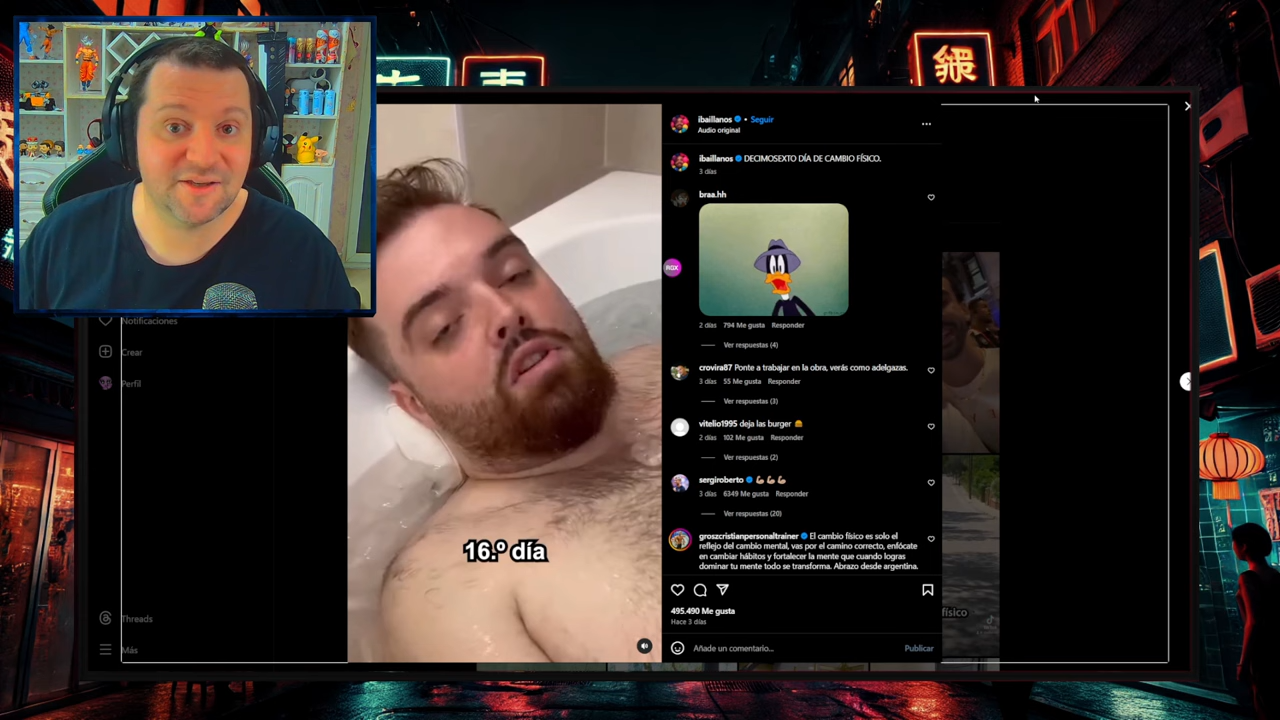 ibaillanos • Seguir
Audio original
ibaillanos DECIMOSEXTO DÍA DE CAMBIO FÍSICO.
3 días
braa.hh
2 días 794 Me gusta Responder
Ver respuestas (4)
crovira87 Ponte a trabajar en la obra, verás como adelgazas.
3 días 55 Me gusta Responder
Ver respuestas (3)
vitelio1995 deja las burger 🍔
2 días 102 Me gusta Responder
Ver respuestas (2)
sergiroberto 💪🏼💪🏼💪🏼
3 días 6349 Me gusta Responder
Ver respuestas (20)
groszcristianpersonaltrainer El cambio físico es solo el
reflejo del cambio mental, vas por el camino correcto, enfócate
en cambiar hábitos y fortalecer la mente que cuando logras
dominar tu mente todo se transforma. Abrazo desde argentina.
495.490 Me gusta
Hace 3 días
Añade un comentario...
Publicar
16.º día
Notificaciones
Crear
Perfil
Threads
Más
físico